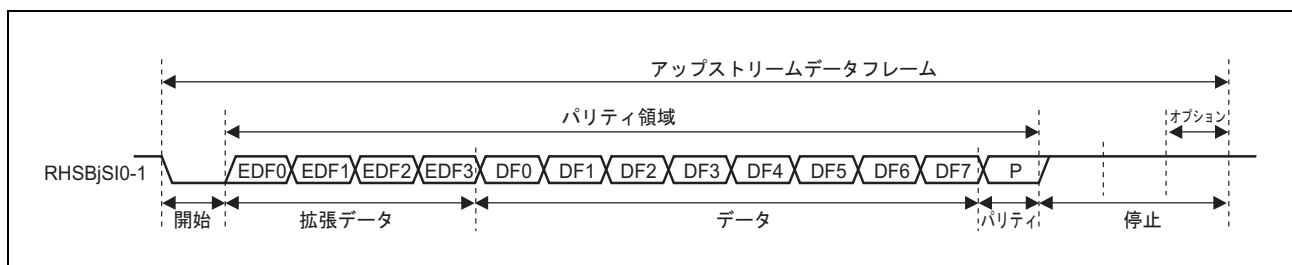 アップストリームデータフレーム
パリティ領域
オプション
RHSBjSI0-1
EDF0 EDF1 EDF2 EDF3 DF0 DF1 DF2 DF3 DF4 DF5 DF6 DF7 P
開始 拡張データ データ パリティ 停止